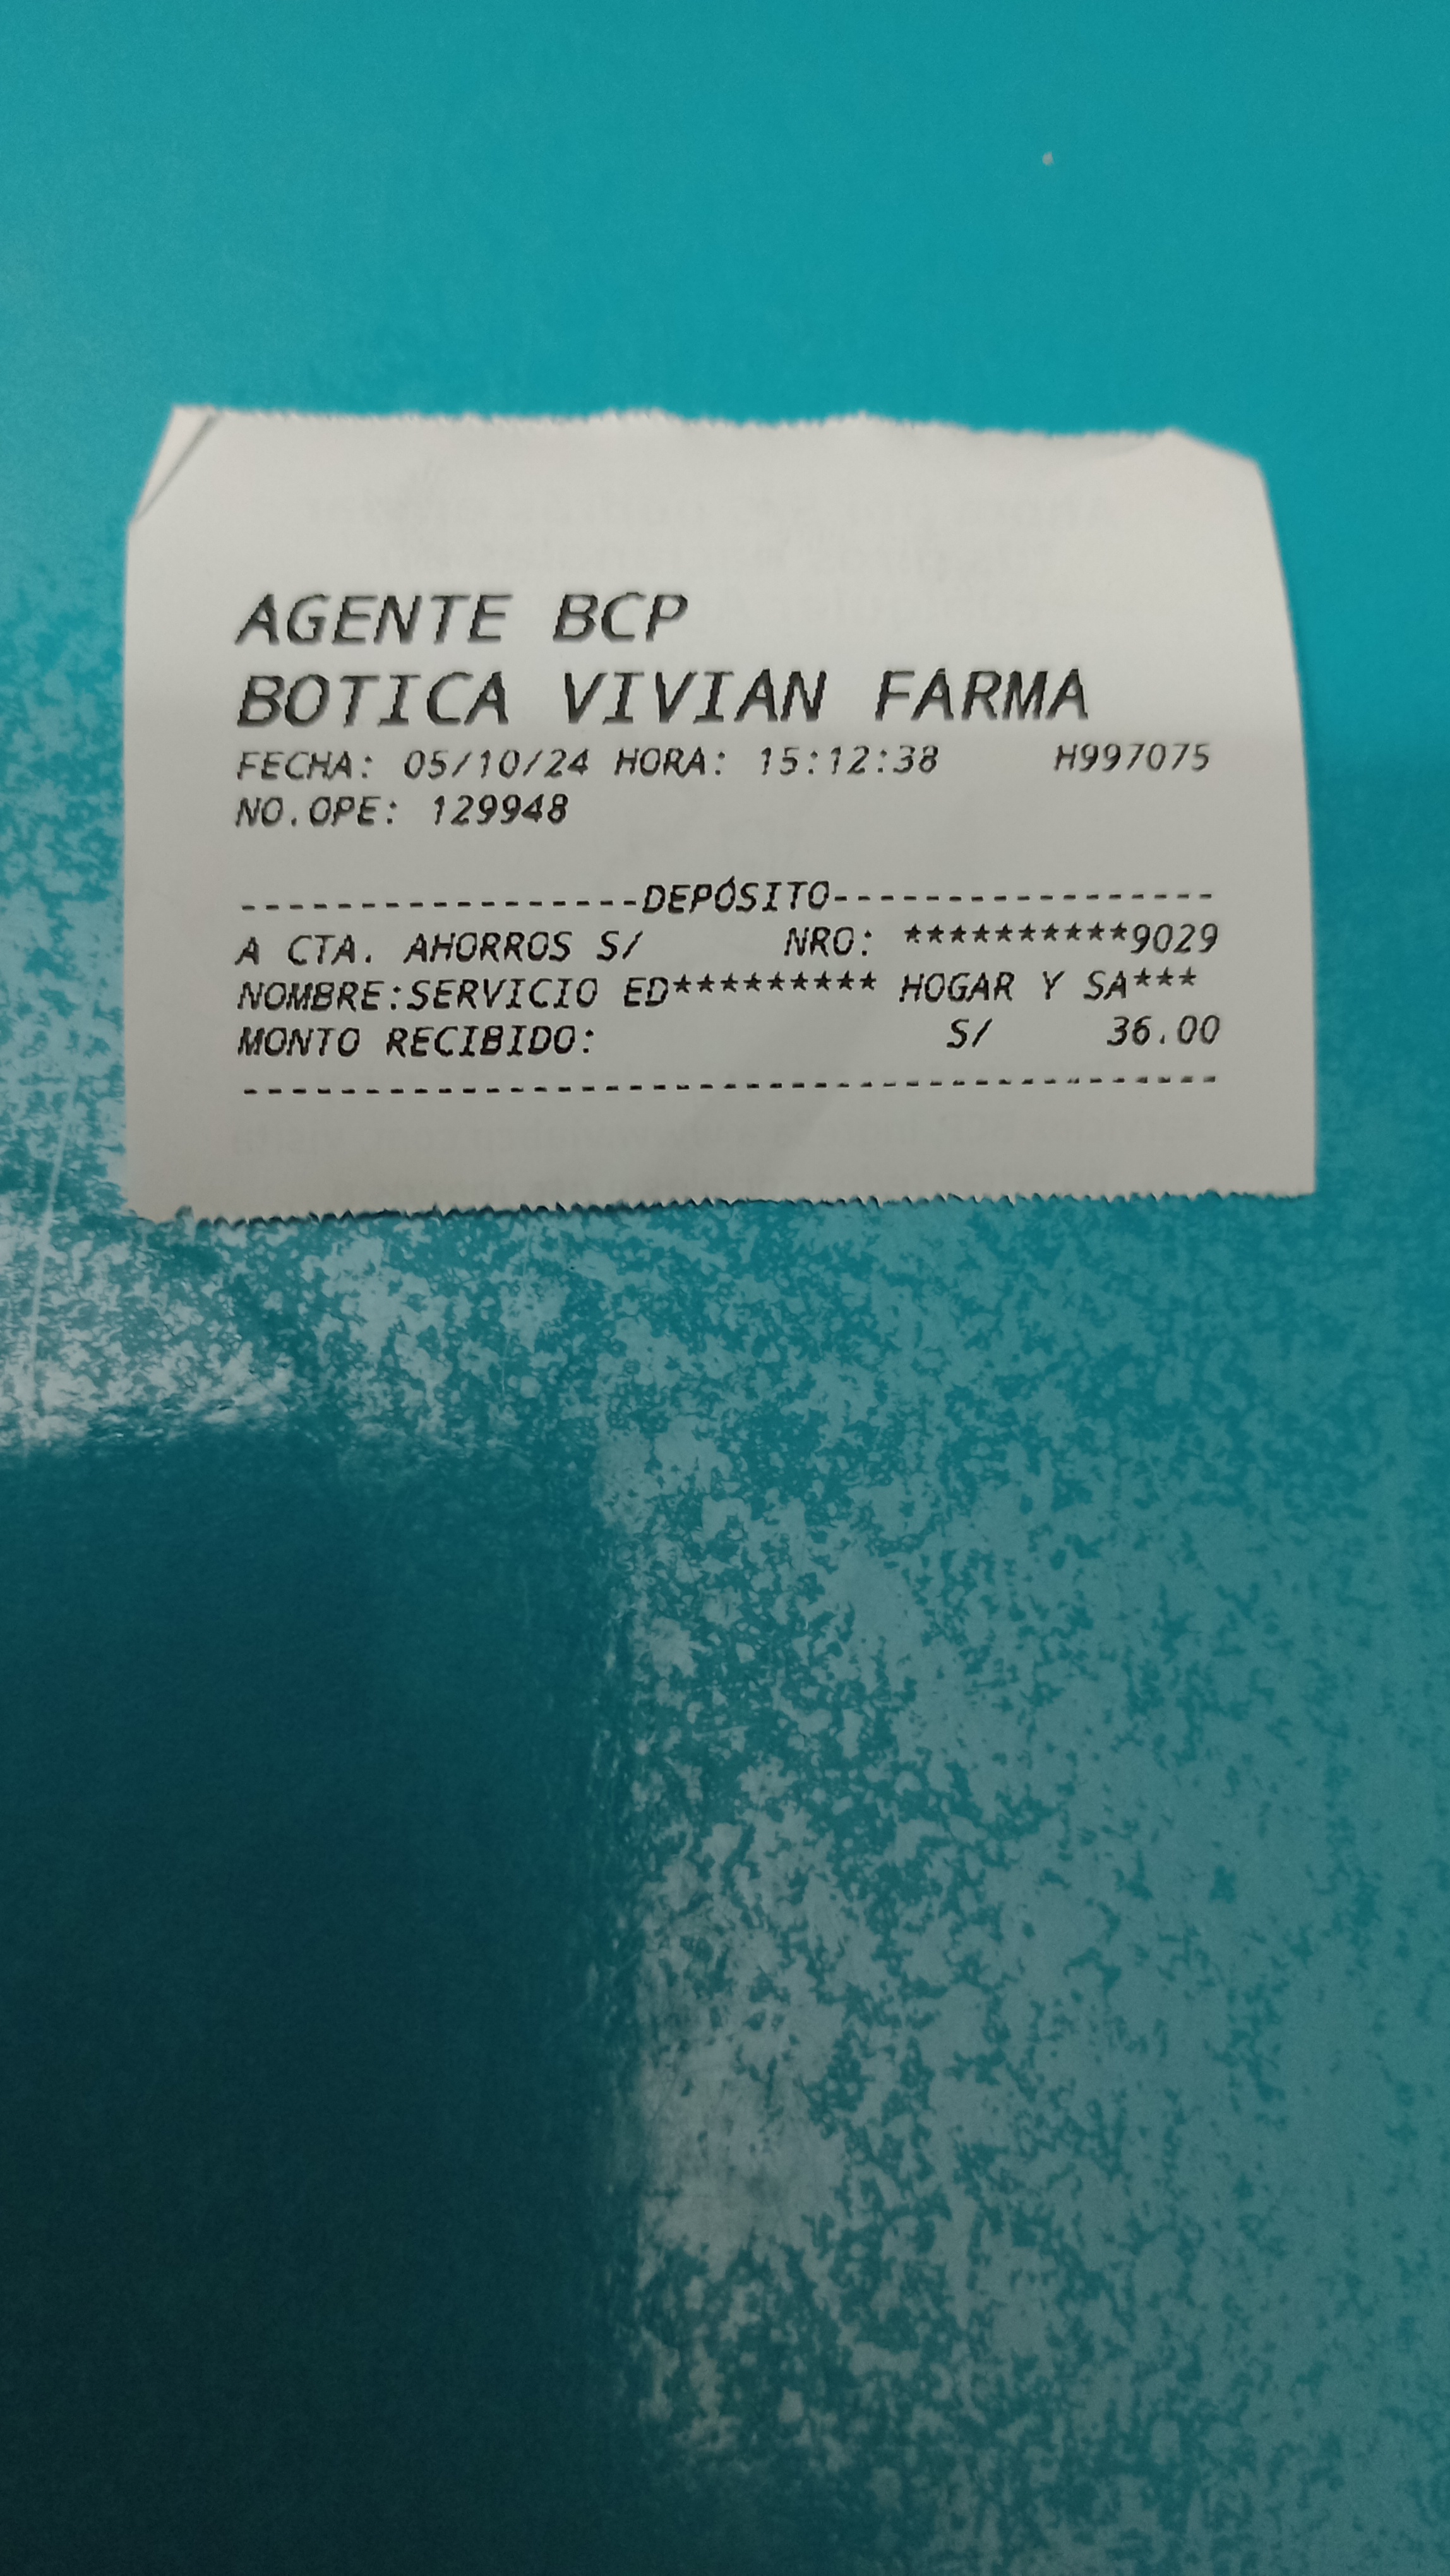 AGENTE BCP
BOTICA VIVIAN FARMA
FECHA: 05/10/24 HORA: 15:12:38 H997075
NO.OPE: 129948
-----------------DEPÓSITO-----------------
A CTA. AHORROS S/ NRO: **********9029
NOMBRE:SERVICIO ED********* HOGAR Y SA***
MONTO RECIBIDO: S/ 36.00
------------------------------------------